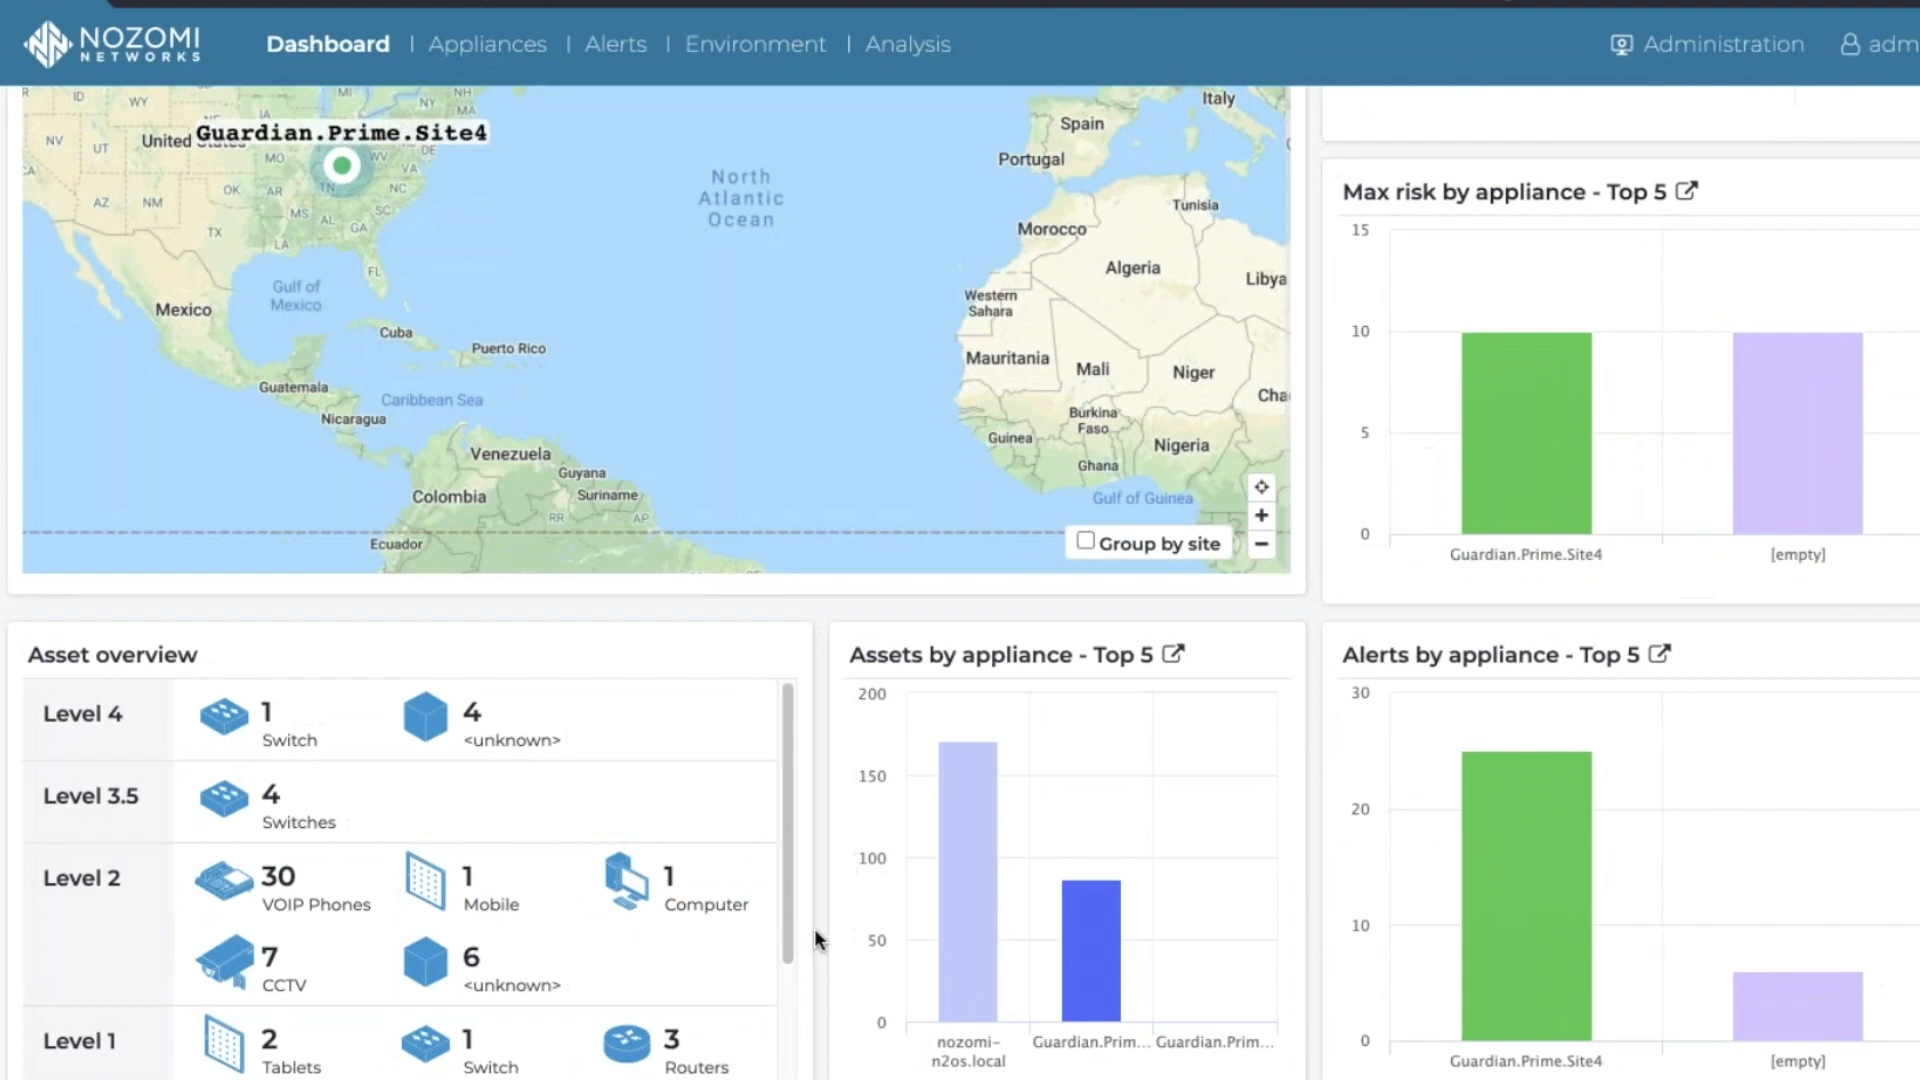 NOZOMI
NETWORKS
Dashboard | Appliances | Alerts | Environment | Analysis
Administration
adm
ID
WY
IA
MI
NY
NH
MA
NV
UT
United States
Guardian.Prime.Site4
MO
WV
DE
VA
AZ
NM
OK
AR
TN
NC
MS
AL
SC
TX
LA
GA
FL
Gulf of
Mexico
Mexico
Cuba
Puerto Rico
Guatemala
Caribbean Sea
Nicaragua
Venezuela
Guyana
Colombia
Suriname
RR
AP
Ecuador
North
Atlantic
Ocean
Italy
Spain
Portugal
Tunisia
Morocco
Algeria
Libya
Western
Sahara
Mauritania
Mali
Niger
Cha
Burkina
Faso
Guinea
Nigeria
Ghana
Gulf of Guinea
+
−
Group by site
Max risk by appliance - Top 5
15
10
5
0
Guardian.Prime.Site4
[empty]
Asset overview
Level 4
1
Switch
4
<unknown>
Level 3.5
4
Switches
Level 2
30
VOIP Phones
1
Mobile
1
Computer
7
CCTV
6
<unknown>
Level 1
2
Tablets
1
Switch
3
Routers
Assets by appliance - Top 5
200
150
100
50
0
nozomi-
n2os.local
Guardian.Prim...
Guardian.Prim...
Alerts by appliance - Top 5
30
20
10
0
Guardian.Prime.Site4
[empty]